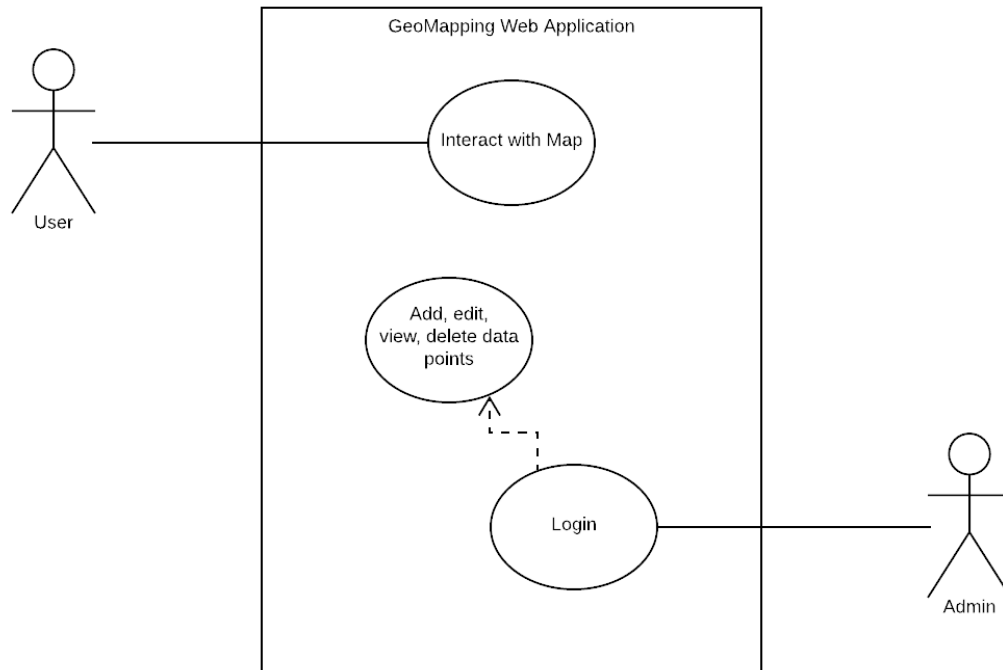 GeoMapping Web Application
Interact with Map
User
Add, edit,
view, delete data
points
Login
Admin